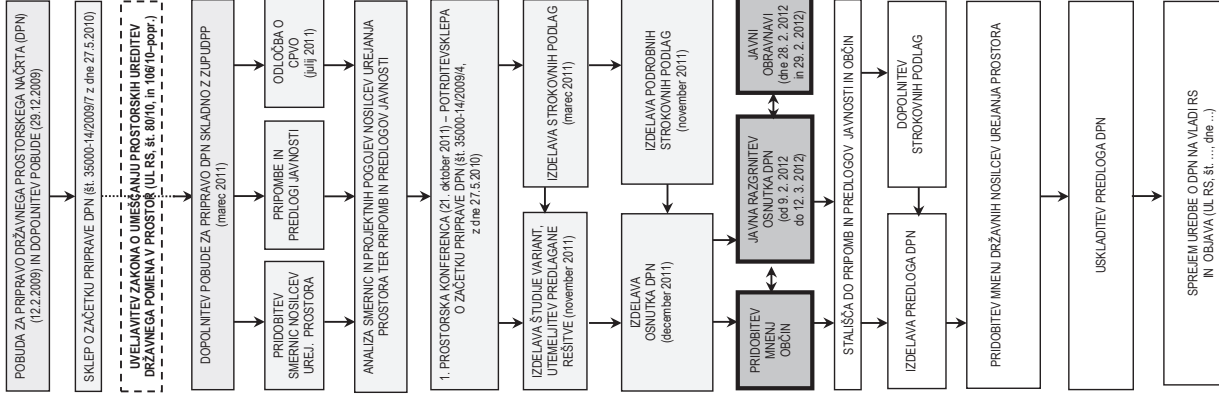 POBUDA ZA PRIPRAVO DRŽAVNEGA PROSTORSKEGA NAČRTA (DPN)
(12.2.2009) IN DOPOLNITEV POBUDE (29.12.2009)
SKLEP O ZAČETKU PRIPRAVE DPN (št. 35000-14/2009/7 z dne 27.5.2010)
UVELJAVITEV ZAKONA O UMEŠČANJU PROSTORSKIH UREDITEV
DRŽAVNEGA POMENA V PROSTOR (UL RS, št. 80/10, in 106/10–popr.)
DOPOLNITEV POBUDE ZA PRIPRAVO DPN SKLADNO Z ZUPUDPP
(marec 2011)
PRIDOBITEV
SMERNIC NOSILCEV
UREJ. PROSTORA
PRIPOMBE IN
PREDLOGI JAVNOSTI
ODLOČBA O
CPVO
(julij 2011)
ANALIZA SMERNIC IN PROJEKTNIH POGOJEV NOSILCEV UREJANJA
PROSTORA TER PRIPOMB IN PREDLOGOV JAVNOSTI
1. PROSTORSKA KONFERENCA (21. oktober 2011) – POTRDITEVSKLEPA
O ZAČETKU PRIPRAVE DPN (št. 35000-14/2009/4,
z dne 27.5.2010)
IZDELAVA ŠTUDIJE VARIANT,
UTEMELJITEV PREDLAGANE
REŠITVE (november 2011)
IZDELAVA STROKOVNIH PODLAG
(marec 2011)
IZDELAVA
OSNUTKA DPN
(december 2011)
IZDELAVA PODROBNIH
STROKOVNIH PODLAG
(november 2011)
PRIDOBITEV
MNENJ
OBČIN
JAVNA RAZGRNITEV
OSNUTKA DPN
(od 9. 2. 2012
do 12. 3. 2012)
JAVNI
OBRAVNAVI
(dne 28. 2. 2012
in 29. 2. 2012)
STALIŠČA DO PRIPOMB IN PREDLOGOV JAVNOSTI IN OBČIN
IZDELAVA PREDLOGA DPN
DOPOLNITEV
STROKOVNIH PODLAG
PRIDOBITEV MNENJ DRŽAVNIH NOSILCEV UREJANJA PROSTORA
USKLADITEV PREDLOGA DPN
SPREJEM UREDBE O DPN NA VLADI RS
IN OBJAVA (UL RS, št. ..., dne ...)